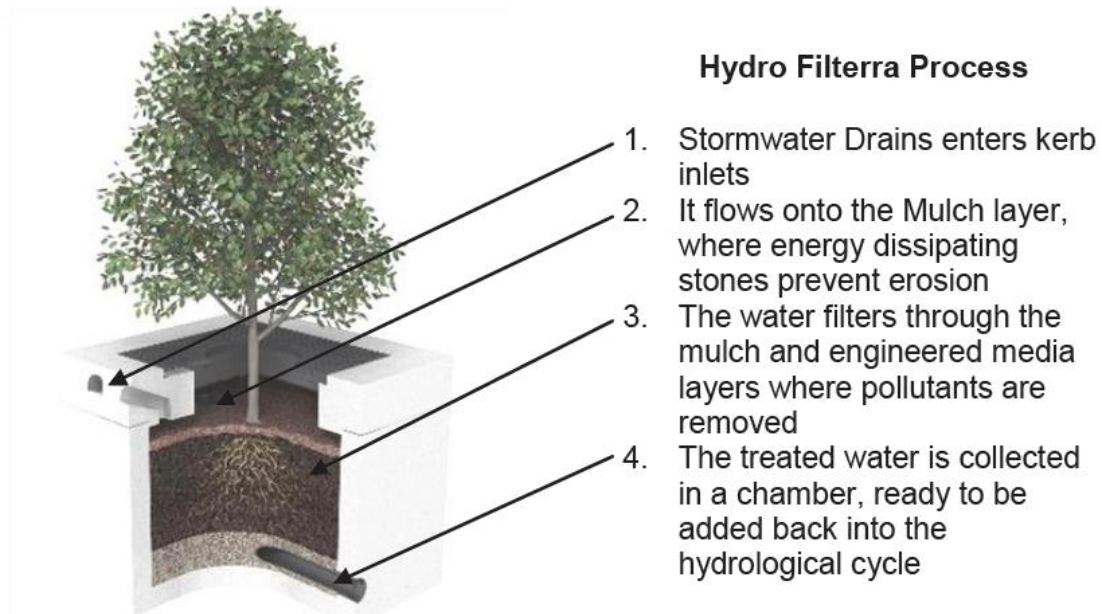 Hydro Filterra Process
1. Stormwater Drains enters kerb
inlets
2. It flows onto the Mulch layer,
where energy dissipating
stones prevent erosion
3. The water filters through the
mulch and engineered media
layers where pollutants are
removed
4. The treated water is collected
in a chamber, ready to be
added back into the
hydrological cycle